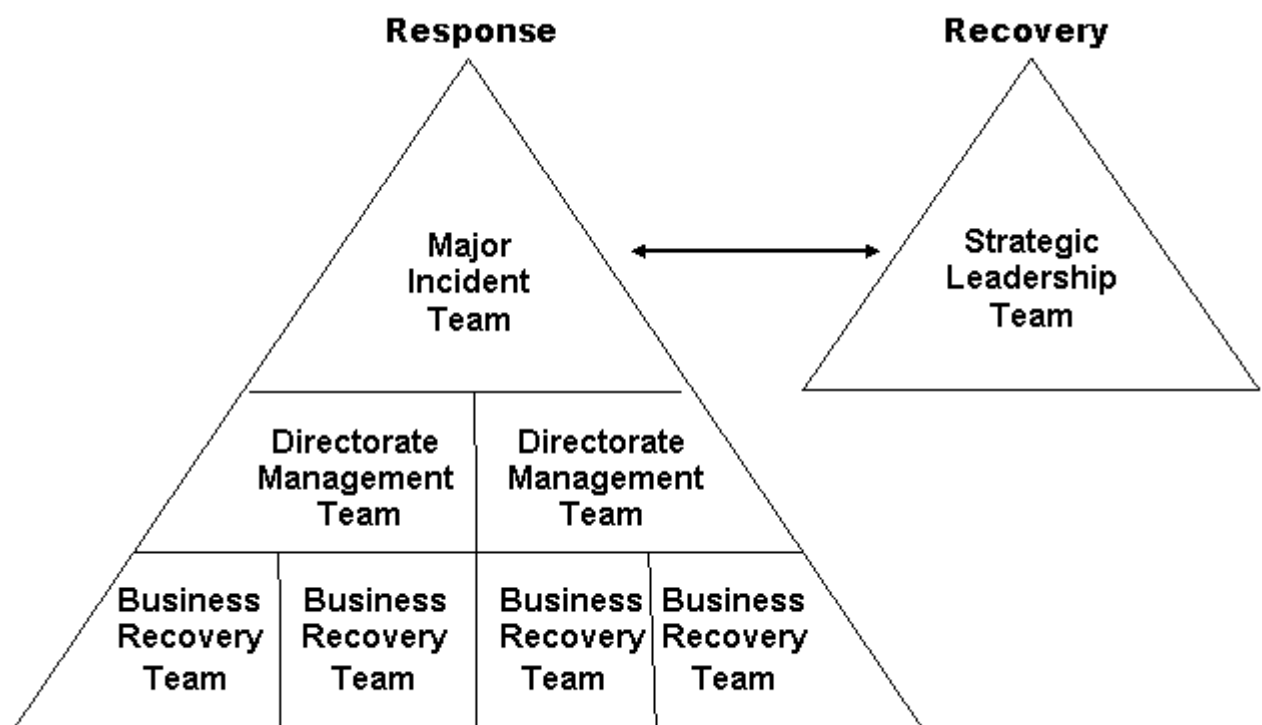 Response
Recovery
Major
Incident
Team
Strategic
Leadership
Team
Directorate
Management
Team
Directorate
Management
Team
Business
Recovery
Team
Business
Recovery
Team
Business
Recovery
Team
Business
Recovery
Team